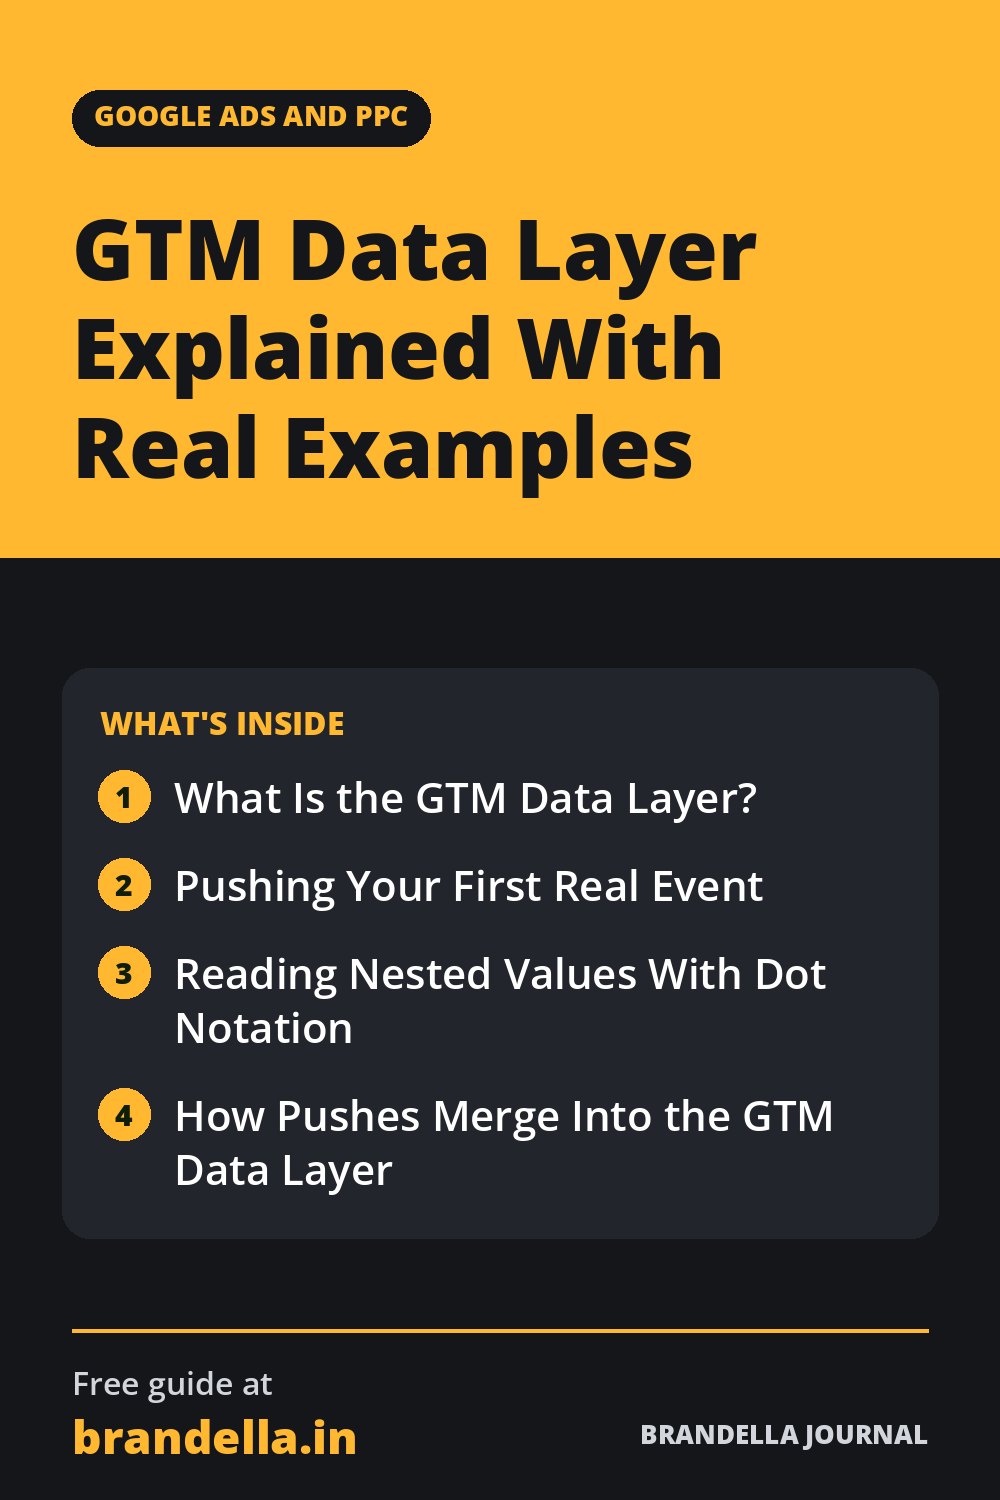 GOOGLE ADS AND PPC
GTM Data Layer
Explained With
Real Examples
WHAT'S INSIDE
1 What Is the GTM Data Layer?
2 Pushing Your First Real Event
3 Reading Nested Values With Dot
Notation
4 How Pushes Merge Into the GTM
Data Layer
Free guide at
brandella.in
BRANDELLA JOURNAL